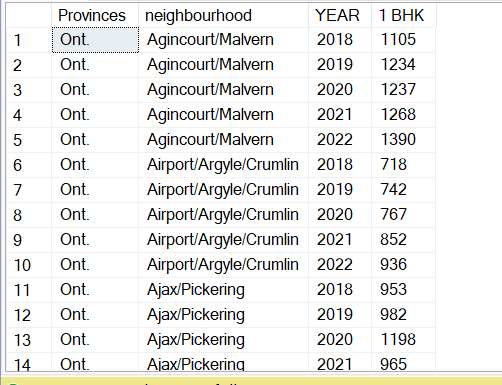 Provinces neighbourhood YEAR 1 BHK
1 Ont. Agincourt/Malvern 2018 1105
2 Ont. Agincourt/Malvern 2019 1234
3 Ont. Agincourt/Malvern 2020 1237
4 Ont. Agincourt/Malvern 2021 1268
5 Ont. Agincourt/Malvern 2022 1390
6 Ont. Airport/Argyle/Crumlin 2018 718
7 Ont. Airport/Argyle/Crumlin 2019 742
8 Ont. Airport/Argyle/Crumlin 2020 767
9 Ont. Airport/Argyle/Crumlin 2021 852
10 Ont. Airport/Argyle/Crumlin 2022 936
11 Ont. Ajax/Pickering 2018 953
12 Ont. Ajax/Pickering 2019 982
13 Ont. Ajax/Pickering 2020 1198
14 Ont. Ajax/Pickering 2021 965